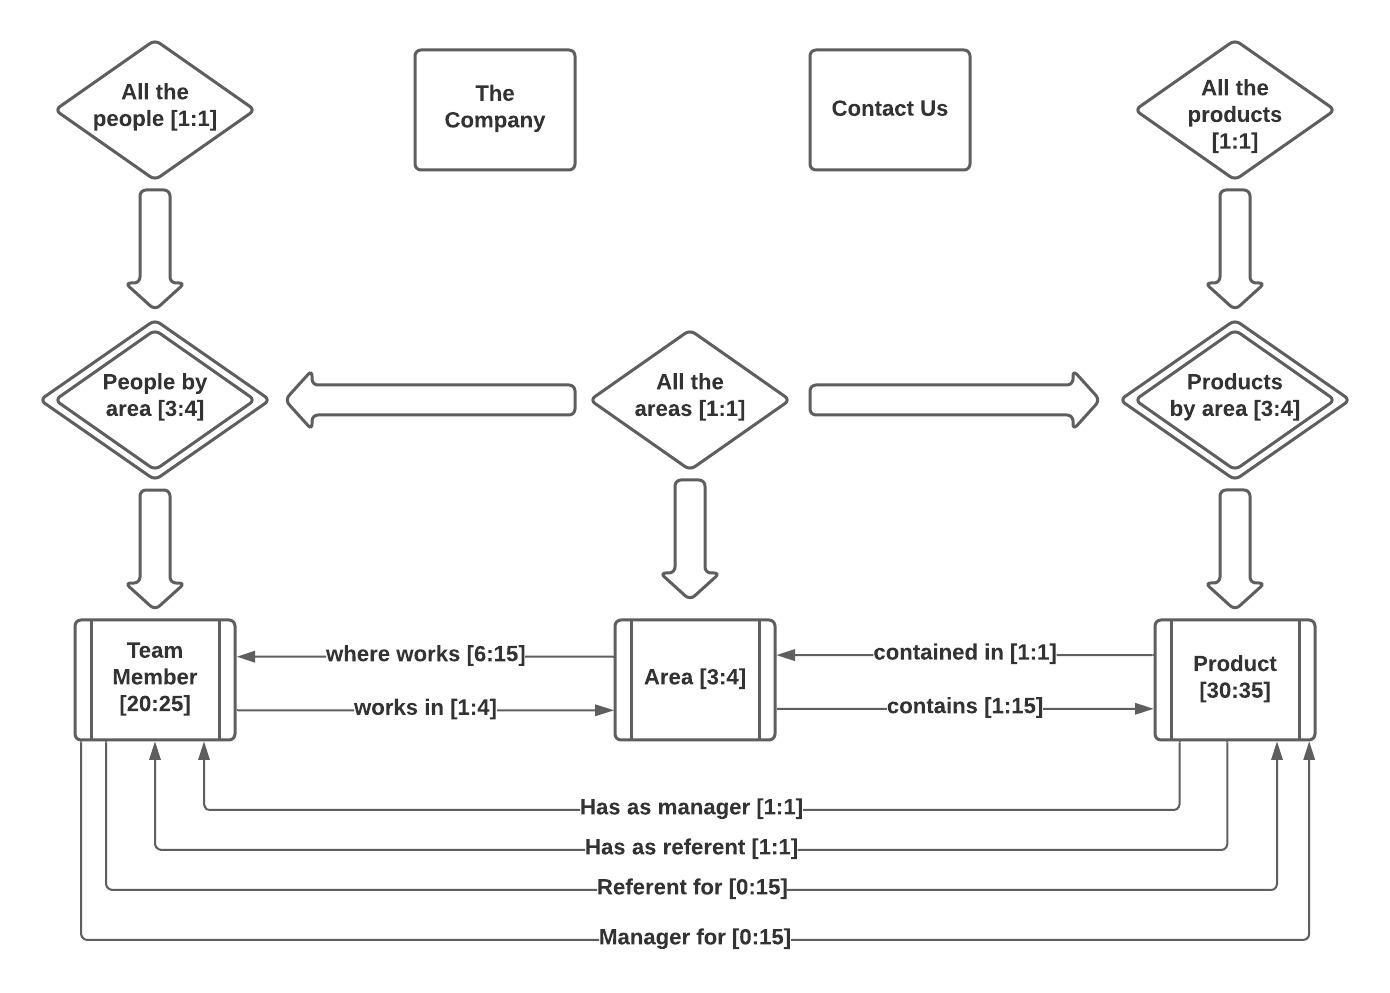 All the
people [1:1]
The
Company
Contact Us
All the
products
[1:1]
People by
area [3:4]
All the
areas [1:1]
Products
by area [3:4]
Team
Member
[20:25]
where works [6:15]
works in [1:4]
Area [3:4]
contained in [1:1]
contains [1:15]
Product
[30:35]
Has as manager [1:1]
Has as referent [1:1]
Referent for [0:15]
Manager for [0:15]